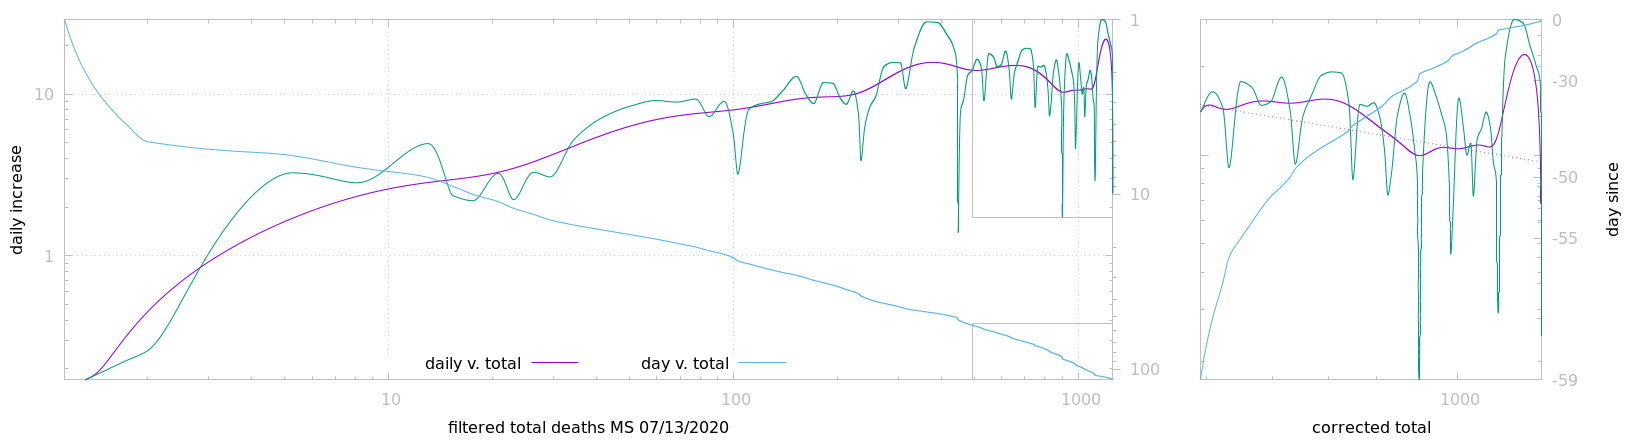 daily increase
10
1
daily v. total
day v. total
10
100
1000
filtered total deaths MS 07/13/2020
1
10
100
1000
corrected total
0
-30
-50
-55
-59
day since